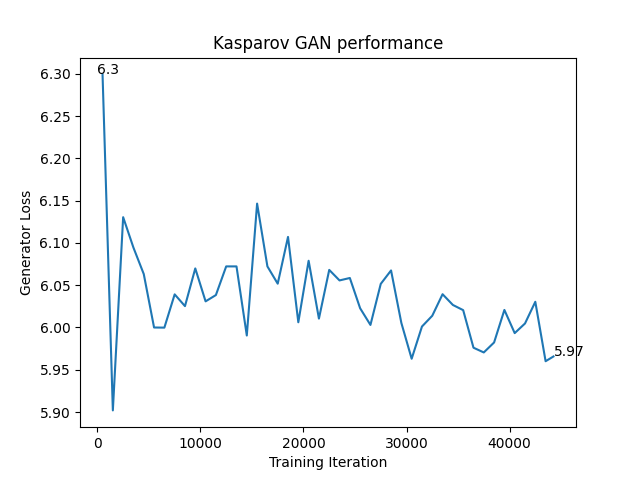 Kasparov GAN performance
6.3
6.30
6.25
6.20
6.15
6.10
6.05
6.00
5.95
5.90
Generator Loss
5.97
0 10000 20000 30000 40000
Training Iteration